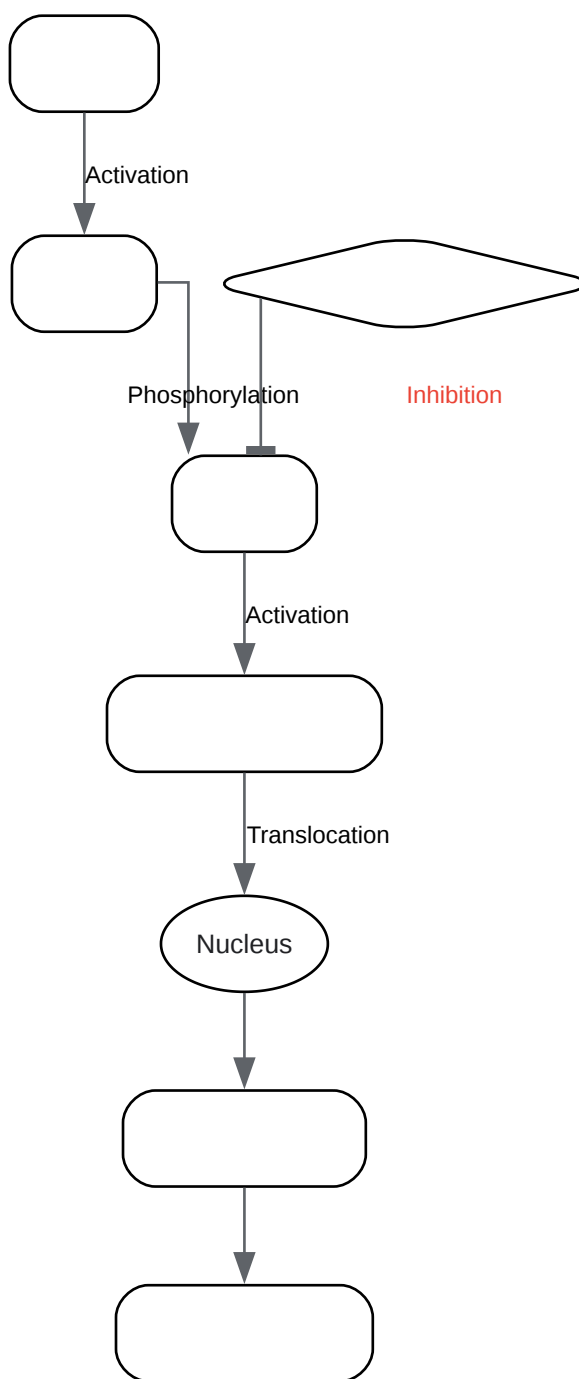 Activation
Phosphorylation
Inhibition
Activation
Translocation
Nucleus